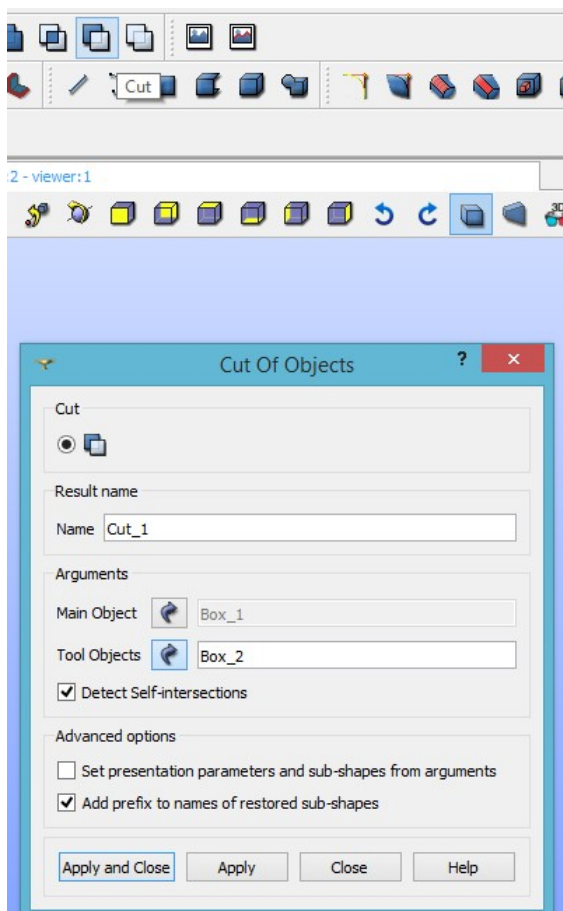 Cut
:2 - viewer:1
3D
Cut Of Objects
?
Cut
Result name
Name Cut_1
Arguments
Main Object Box_1
Tool Objects Box_2
Detect Self-intersections
Advanced options
Set presentation parameters and sub-shapes from arguments
Add prefix to names of restored sub-shapes
Apply and Close Apply Close Help